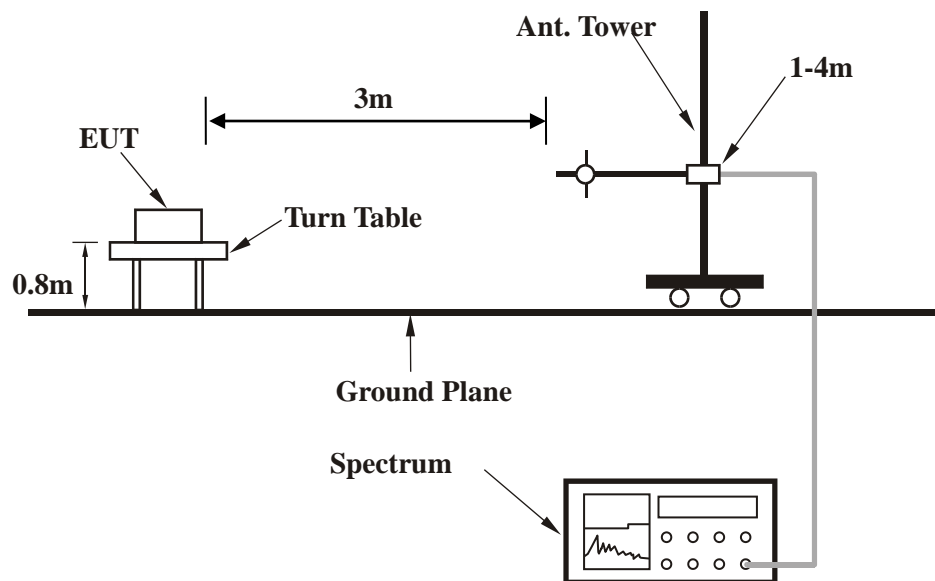 Ant. Tower
1-4m
3m
EUT
Turn Table
0.8m
Ground Plane
Spectrum